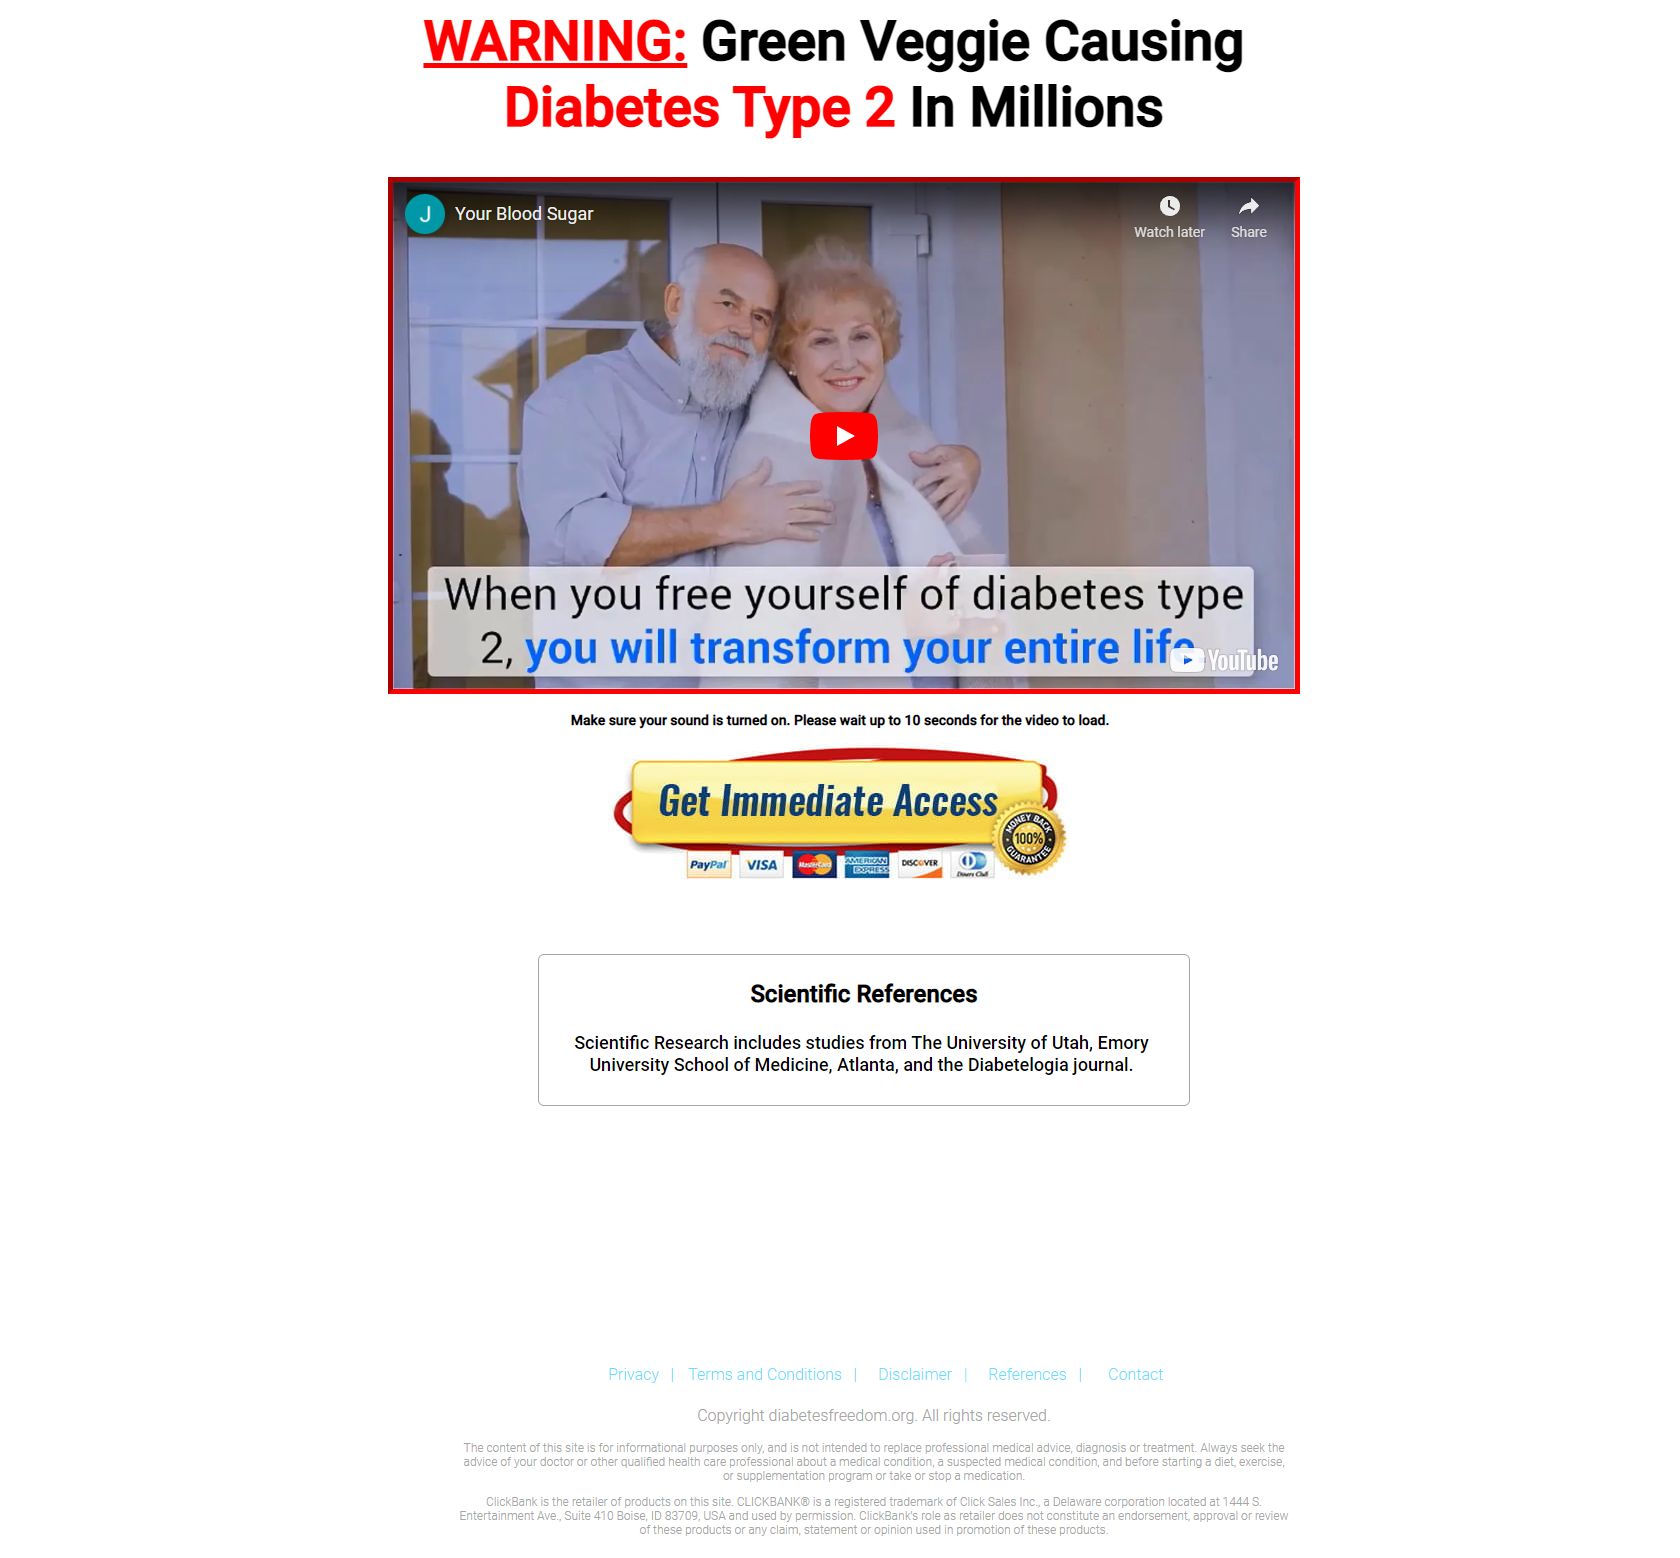 WARNING: Green Veggie Causing
Diabetes Type 2 In Millions
J
Your Blood Sugar
Watch later
Share
When you free yourself of diabetes type
2, you will transform your entire life.
YouTube
Make sure your sound is turned on. Please wait up to 10 seconds for the video to load.
Get Immediate Access
MONEY BACK
100%
GUARANTEE
PayPal
VISA
MasterCard
AMERICAN
EXPRESS
DISCOVER
Diners Club
Scientific References
Scientific Research includes studies from The University of Utah, Emory
University School of Medicine, Atlanta, and the Diabetelogia journal.
Privacy | Terms and Conditions | Disclaimer | References | Contact
Copyright diabetesfreedom.org. All rights reserved.
The content of this site is for informational purposes only, and is not intended to replace professional medical advice, diagnosis or treatment. Always seek the
advice of your doctor or other qualified health care professional about a medical condition, a suspected medical condition, and before starting a diet, exercise,
or supplementation program or take or stop a medication.
ClickBank is the retailer of products on this site. CLICKBANK® is a registered trademark of Click Sales Inc., a Delaware corporation located at 1444 S.
Entertainment Ave., Suite 410 Boise, ID 83709, USA and used by permission. ClickBank's role as retailer does not constitute an endorsement, approval or review
of these products or any claim, statement or opinion used in promotion of these products.